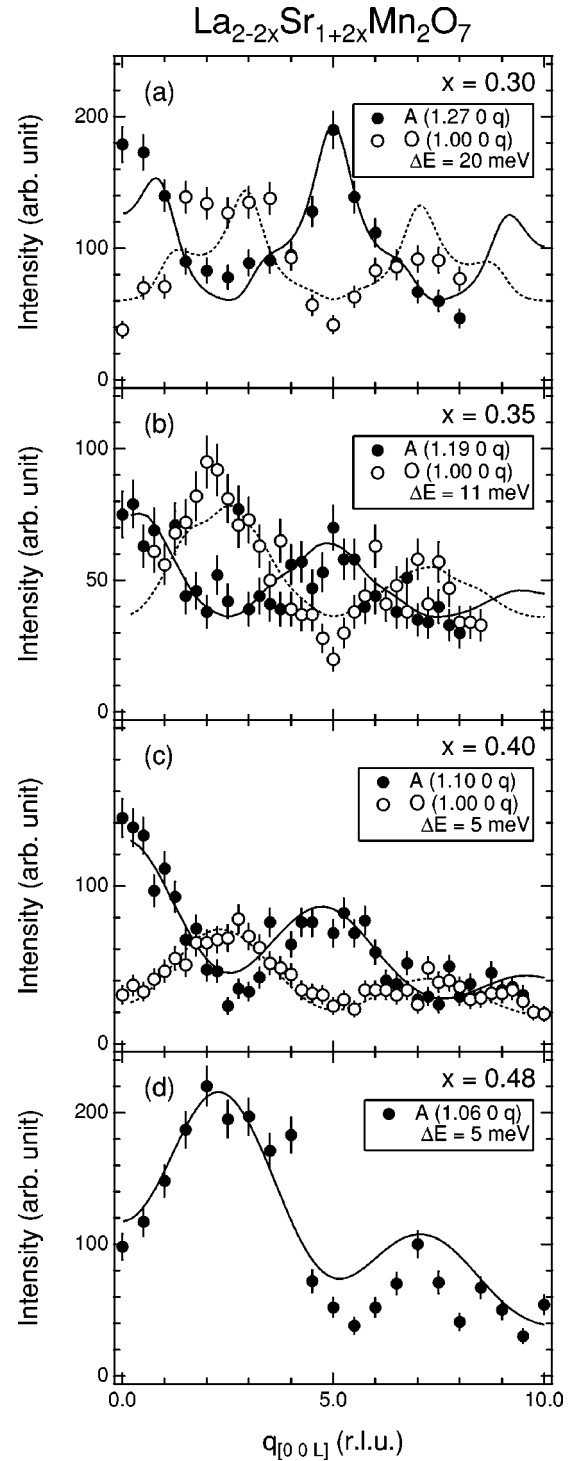 La2-2xSr1+2xMn2O7
(a)
x = 0.30
A (1.27 0 q)
O (1.00 0 q)
ΔE = 20 meV
200
100
0
Intensity (arb. unit)
(b)
x = 0.35
A (1.19 0 q)
O (1.00 0 q)
ΔE = 11 meV
100
50
0
Intensity (arb. unit)
(c)
x = 0.40
A (1.10 0 q)
O (1.00 0 q)
ΔE = 5 meV
100
0
Intensity (arb. unit)
(d)
x = 0.48
A (1.06 0 q)
ΔE = 5 meV
200
100
0
Intensity (arb. unit)
0.0 5.0 10.0
q[0 0 L] (r.l.u.)